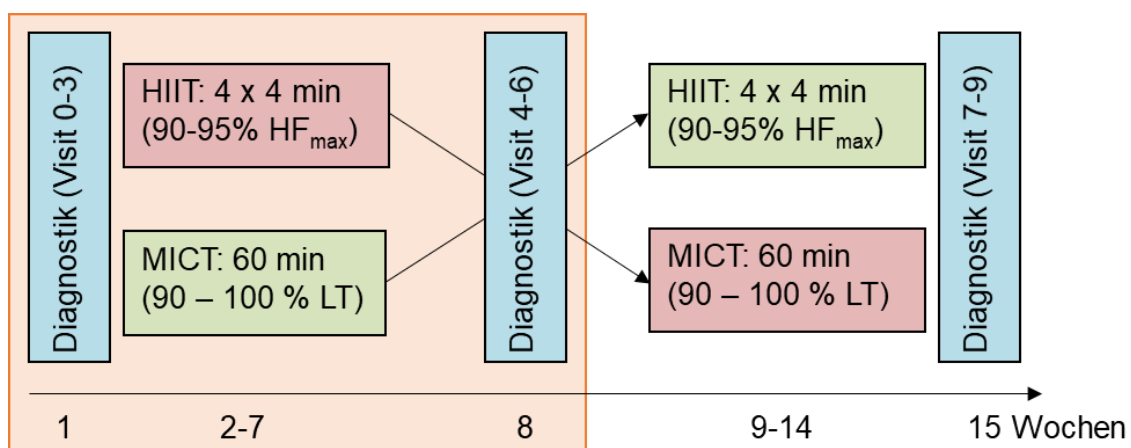 Diagnostik (Visit 0-3)
HIIT: 4 x 4 min
(90-95% HFmax)
MICT: 60 min
(90 – 100 % LT)
Diagnostik (Visit 4-6)
HIIT: 4 x 4 min
(90-95% HFmax)
MICT: 60 min
(90 – 100 % LT)
Diagnostik (Visit 7-9)
1 2-7 8 9-14 15 Wochen